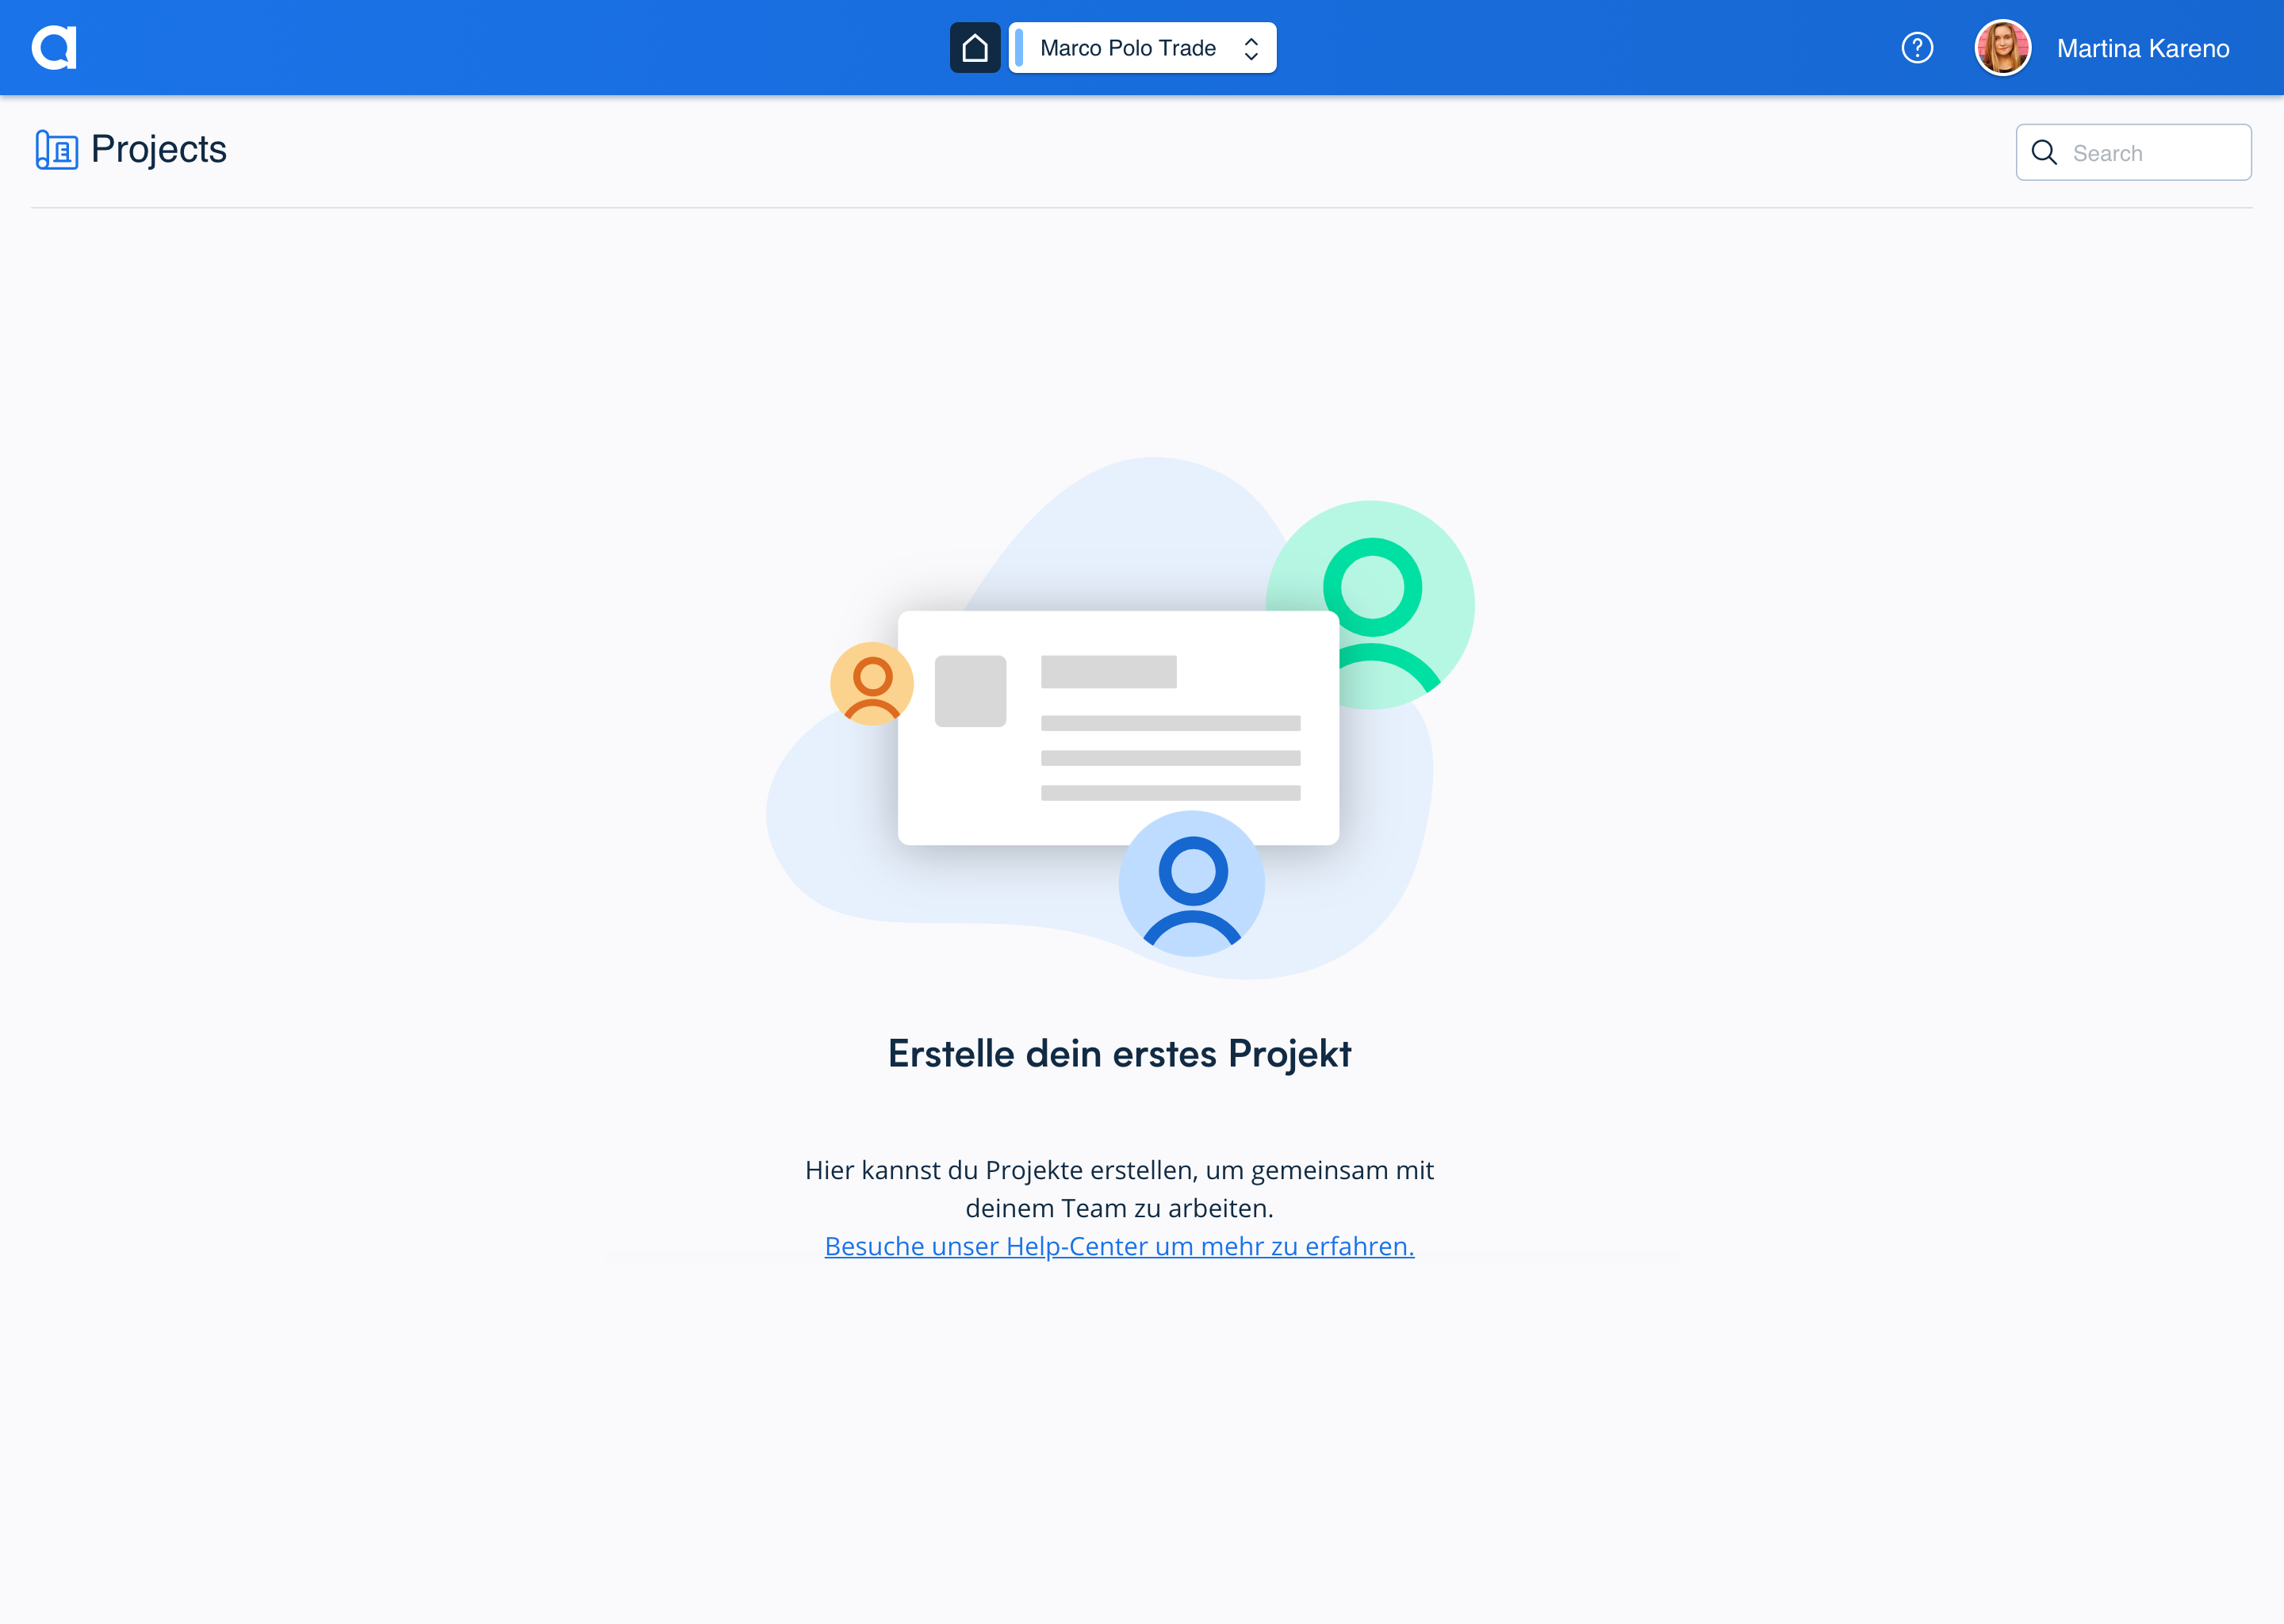 Marco Polo Trade
Martina Kareno
Projects
Search
Erstelle dein erstes Projekt
Hier kannst du Projekte erstellen, um gemeinsam mit
deinem Team zu arbeiten.
Besuche unser Help-Center um mehr zu erfahren.